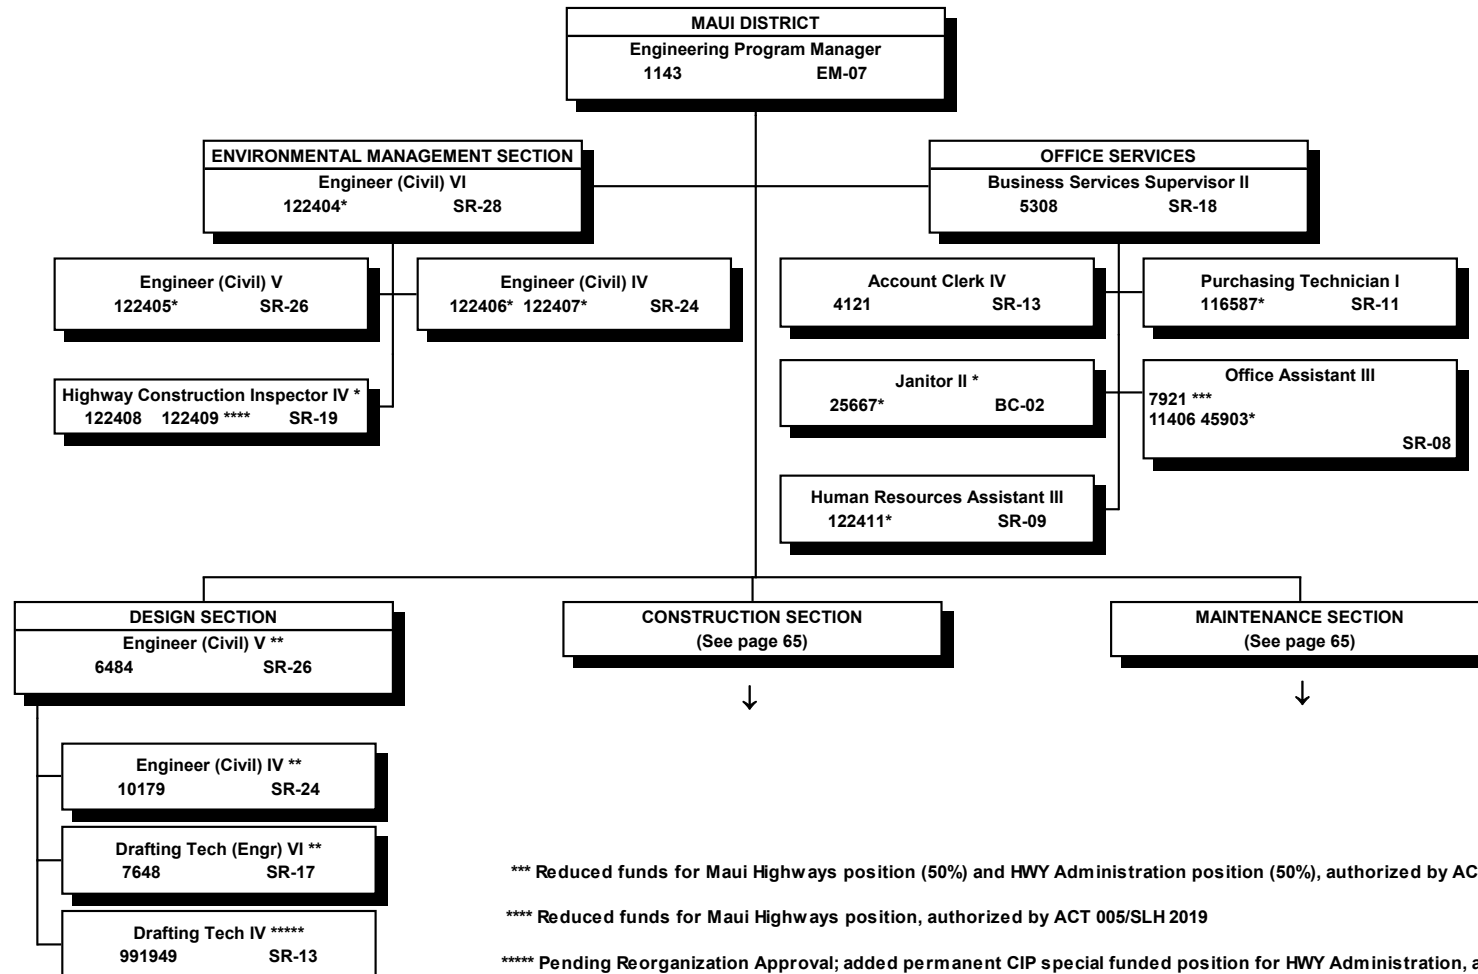 MAUI DISTRICT
Engineering Program Manager
1143 EM-07
ENVIRONMENTAL MANAGEMENT SECTION
Engineer (Civil) VI
122404* SR-28
OFFICE SERVICES
Business Services Supervisor II
5308 SR-18
Engineer (Civil) V
122405* SR-26
Engineer (Civil) IV
122406* 122407* SR-24
Highway Construction Inspector IV *
122408 122409 **** SR-19
Account Clerk IV
4121 SR-13
Purchasing Technician I
116587* SR-11
Janitor II *
25667* BC-02
Office Assistant III
7921 ***
11406 45903*
SR-08
Human Resources Assistant III
122411* SR-09
DESIGN SECTION
Engineer (Civil) V **
6484 SR-26
CONSTRUCTION SECTION
(See page 65)
↓
MAINTENANCE SECTION
(See page 65)
↓
Engineer (Civil) IV **
10179 SR-24
Drafting Tech (Engr) VI **
7648 SR-17
Drafting Tech IV *****
991949 SR-13
*** Reduced funds for Maui Highways position (50%) and HWY Administration position (50%), authorized by AC
**** Reduced funds for Maui Highways position, authorized by ACT 005/SLH 2019
***** Pending Reorganization Approval; added permanent CIP special funded position for HWY Administration,